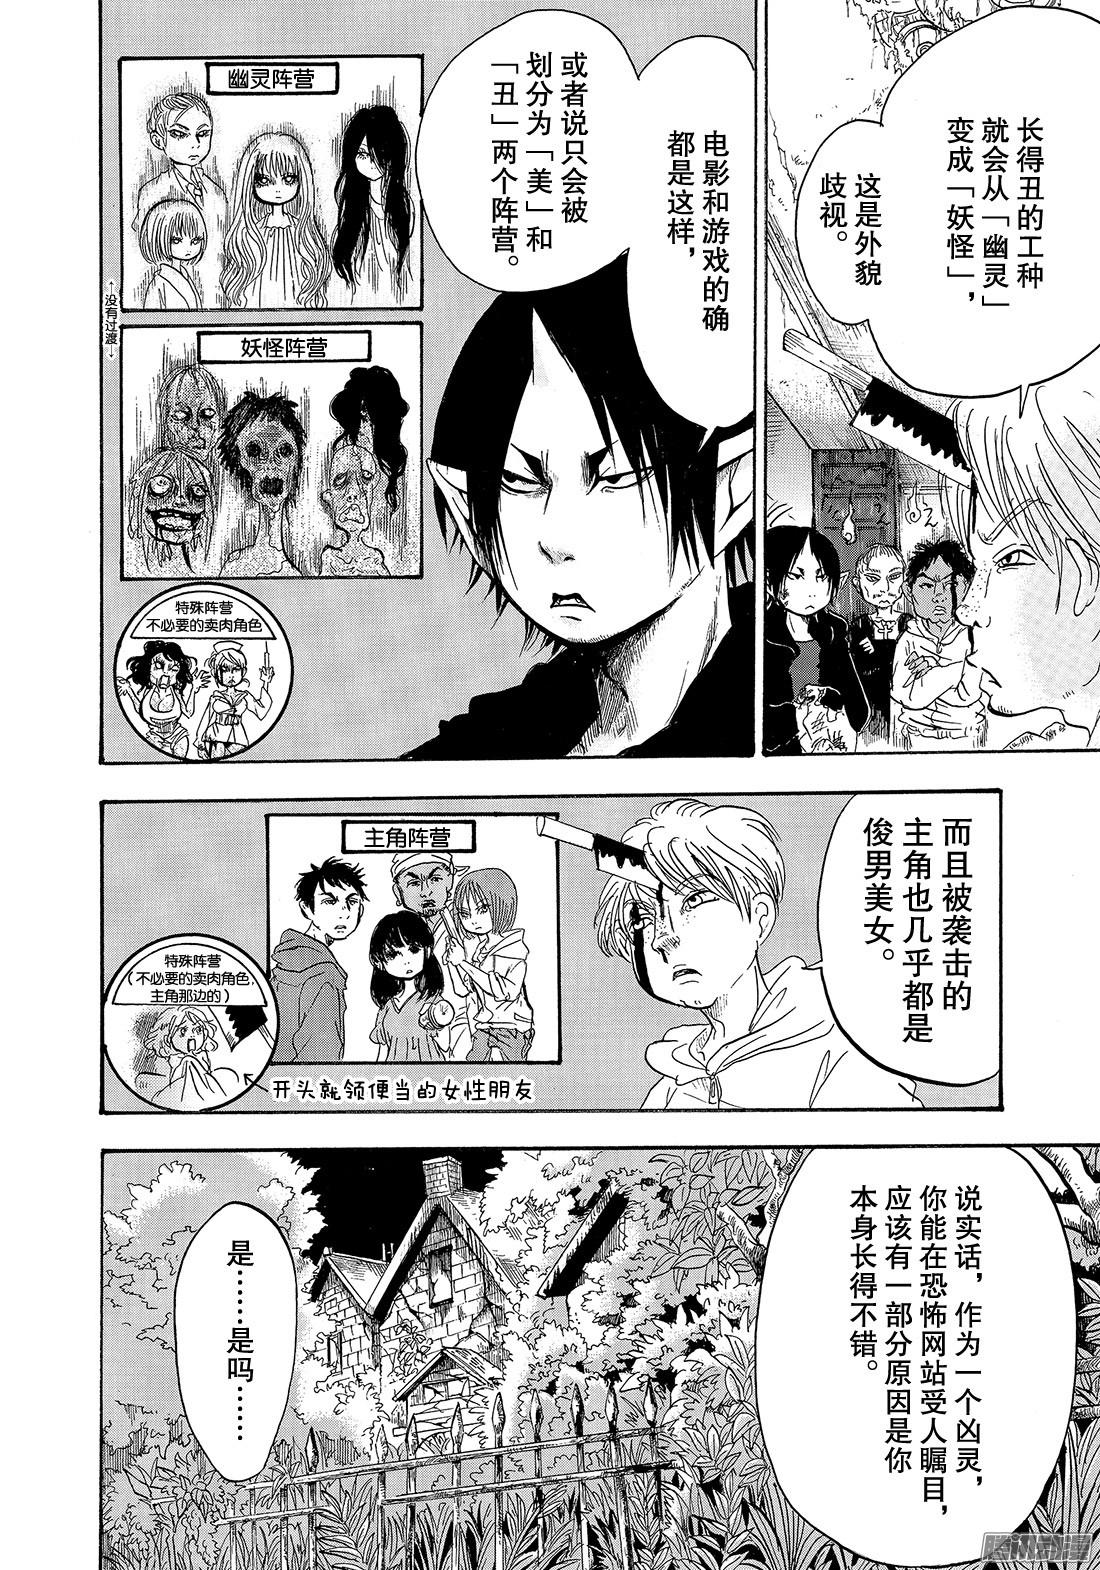 长得丑的工种
就会从「幽灵」
变成「妖怪」,
这是外貌
歧视。
电影和游戏的确
都是这样,
或者说只会被
划分为「美」和
「丑」两个阵营。
幽灵阵营
←没有过渡→
妖怪阵营
特殊阵营
不必要的卖肉角色
而且被袭击的
主角也几乎都是
俊男美女。
主角阵营
特殊阵营
(不必要的卖肉角色,
主角那边的)
开头就领便当的女性朋友
说实话,作为一个凶灵,
你能在恐怖网站受人瞩目,
应该有一部分原因是你
本身长得不错。
是……是吗……